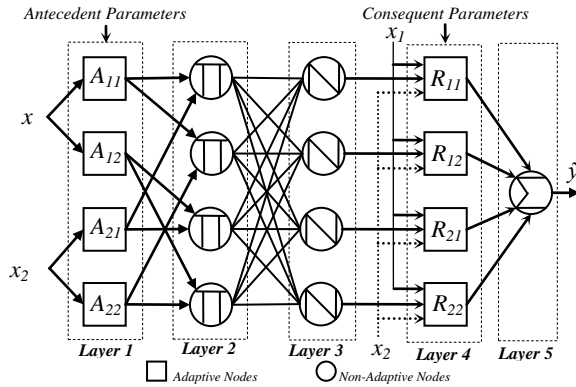 Antecedent Parameters
Consequent Parameters
x₁
A₁₁
∏
N
R₁₁
x
A₁₂
∏
N
R₁₂
ŷ
Σ
A₂₁
∏
N
R₂₁
x₂
A₂₂
∏
N
R₂₂
Layer 1
Layer 2
Layer 3
x₂
Layer 4
Layer 5
Adaptive Nodes
Non-Adaptive Nodes